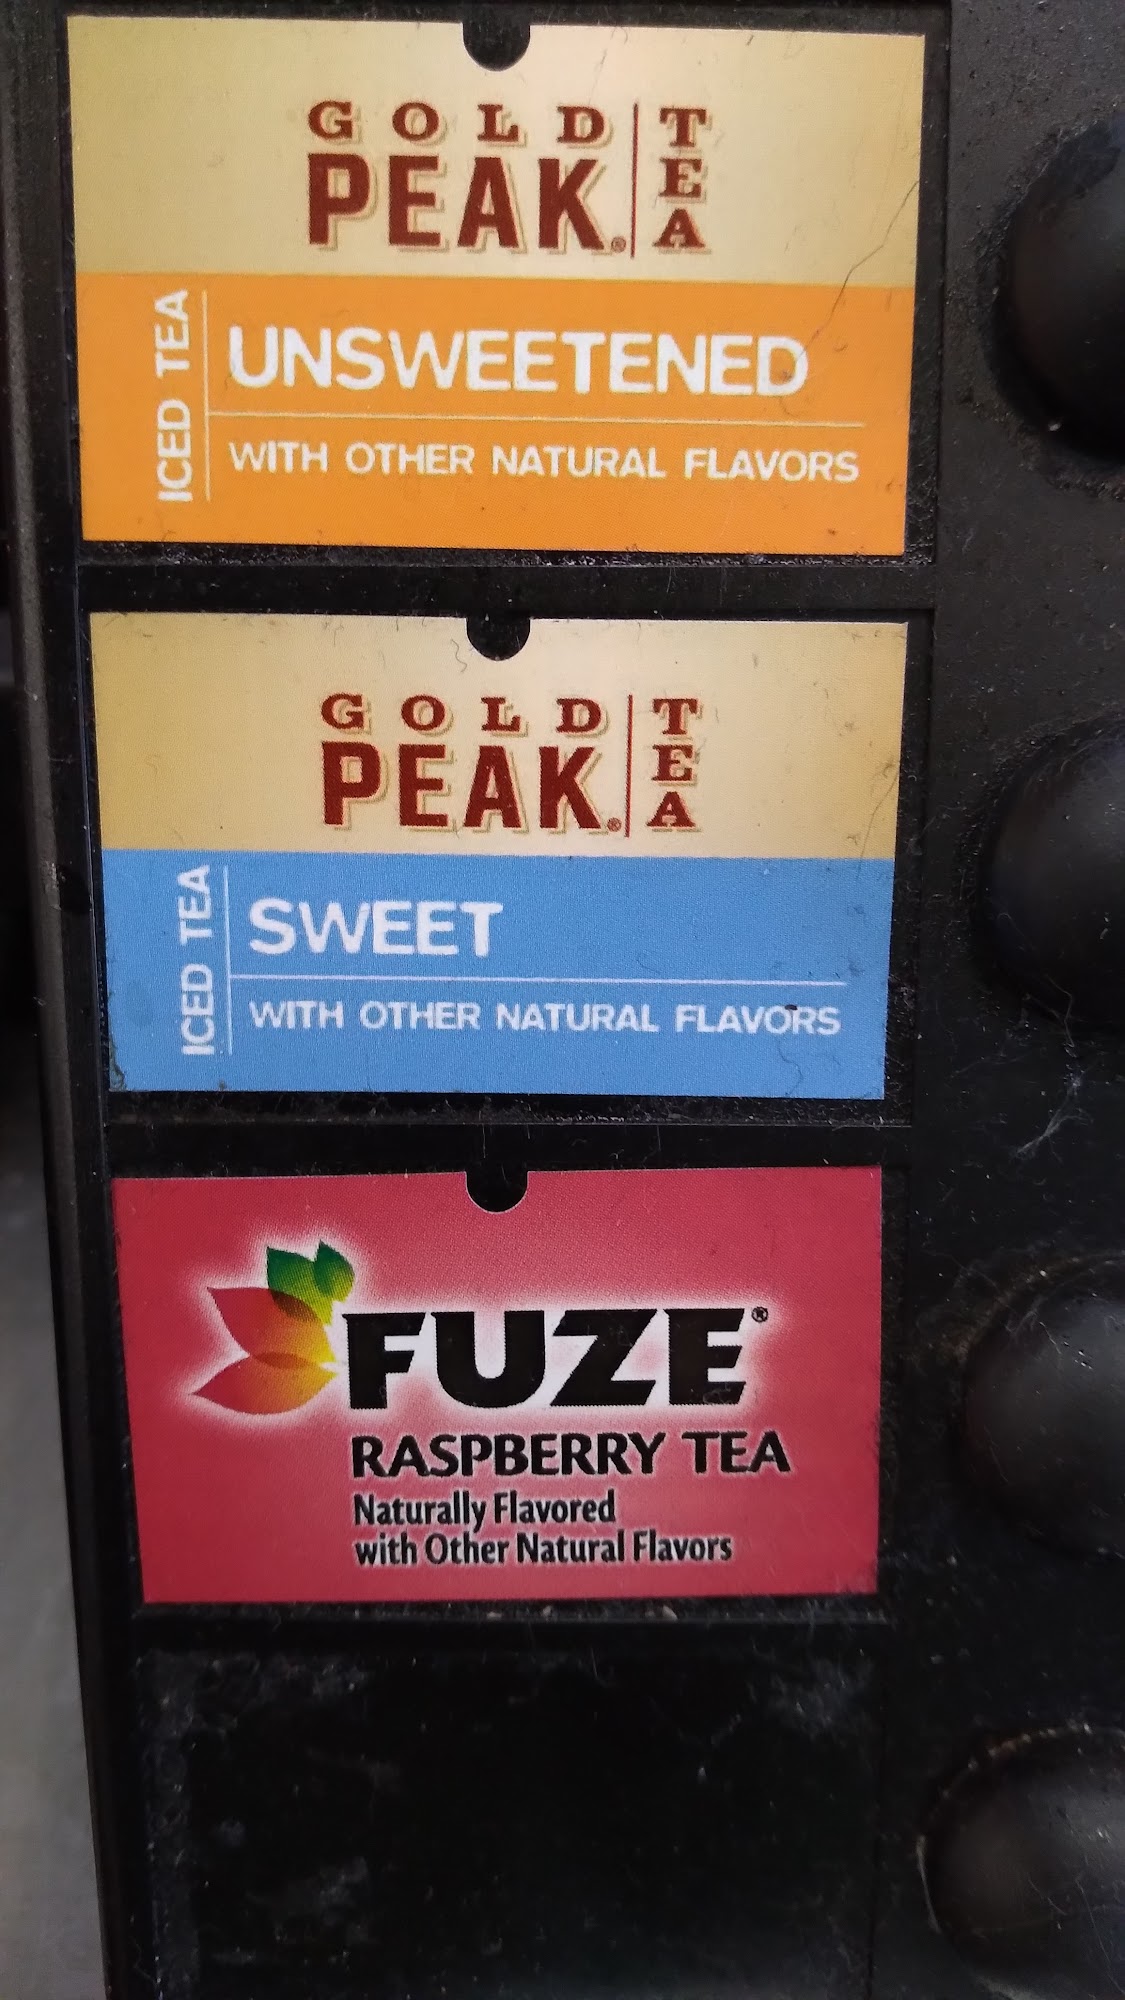 GOLD
PEAK®
TEA
ICED TEA
UNSWEETENED
WITH OTHER NATURAL FLAVORS
GOLD
PEAK®
TEA
ICED TEA
SWEET
WITH OTHER NATURAL FLAVORS
FUZE®
RASPBERRY TEA
Naturally Flavored
with Other Natural Flavors